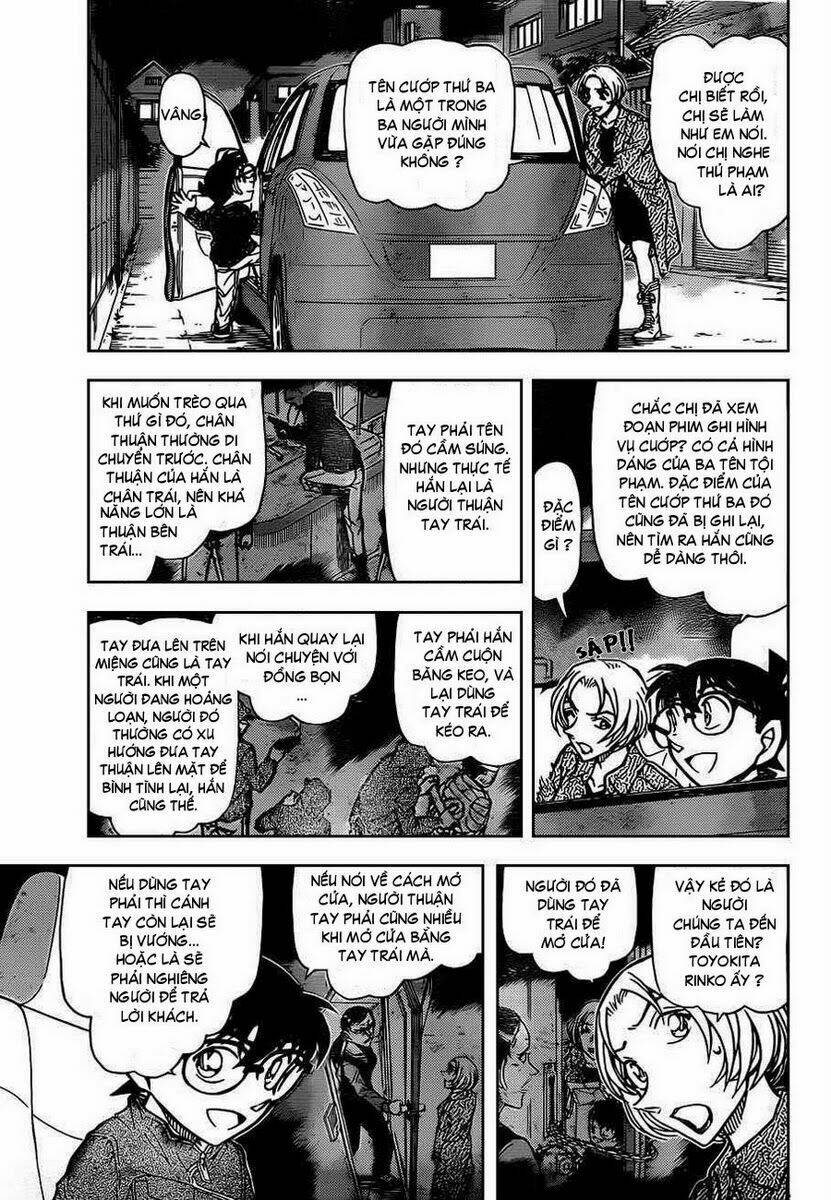 ĐƯỢC
CHỊ BIẾT RỒI,
CHỊ SẼ LÀM
NHƯ EM NÓI.
NÓI CHỊ NGHE
THỦ PHẠM
LÀ AI?
TÊN CƯỚP THỨ BA
LÀ MỘT TRONG
BA NGƯỜI MÌNH
VỪA GẶP ĐÚNG
KHÔNG ?
VÂNG
CHẮC CHỊ ĐÃ XEM
ĐOẠN PHIM GHI HÌNH
VỤ CƯỚP? CÓ CẢ HÌNH
DÁNG CỦA BA TÊN TỘI
PHẠM. ĐẶC ĐIỂM CỦA
TÊN CƯỚP THỨ BA ĐÓ
CŨNG ĐÃ BỊ GHI LẠI,
NÊN TÌM RA HẮN CŨNG
DỄ DÀNG THÔI.
ĐẶC
ĐIỂM
GÌ ?
SẬP!!
TAY PHẢI TÊN
ĐÓ CẦM SÚNG.
NHƯNG THỰC TẾ
HẮN LẠI LÀ
NGƯỜI THUẬN
TAY TRÁI.
KHI MUỐN TRÈO QUA
THỨ GÌ ĐÓ, CHÂN
THUẬN THƯỜNG DI
CHUYỂN TRƯỚC. CHÂN
THUẬN CỦA HẮN LÀ
CHÂN TRÁI, NÊN KHẢ
NĂNG LỚN LÀ
THUẬN BÊN
TRÁI...
TAY PHẢI HẮN
CẦM CUỘN
BĂNG KEO, VÀ
LẠI DÙNG
TAY TRÁI ĐỂ
KÉO RA.
KHI HẮN QUAY LẠI
NÓI CHUYỆN VỚI
ĐỒNG BỌN
...
TAY ĐƯA LÊN TRÊN
MIỆNG CŨNG LÀ TAY
TRÁI. KHI MỘT
NGƯỜI ĐANG HOẢNG
LOẠN, NGƯỜI ĐÓ
THƯỜNG CÓ XU
HƯỚNG ĐƯA TAY
THUẬN LÊN MẶT ĐỂ
BÌNH TĨNH LẠI, HẮN
CŨNG THẾ.
VẬY KẺ ĐÓ LÀ
NGƯỜI
CHÚNG TA ĐẾN
ĐẦU TIÊN?
TOYOKITA
RINKO ẤY ?
NGƯỜI ĐÓ ĐÃ
DÙNG TAY
TRÁI ĐỂ
MỞ CỬA!
NẾU NÓI VỀ CÁCH MỞ
CỬA, NGƯỜI THUẬN
TAY PHẢI CŨNG NHIỀU
KHI MỞ CỬA BẰNG
TAY TRÁI MÀ.
NẾU DÙNG TAY
PHẢI THÌ CÁNH
TAY CÒN LẠI SẼ
BỊ VƯỚNG...
HOẶC LÀ SẼ
PHẢI NGHIÊNG
NGƯỜI ĐỂ TRẢ
LỜI KHÁCH.